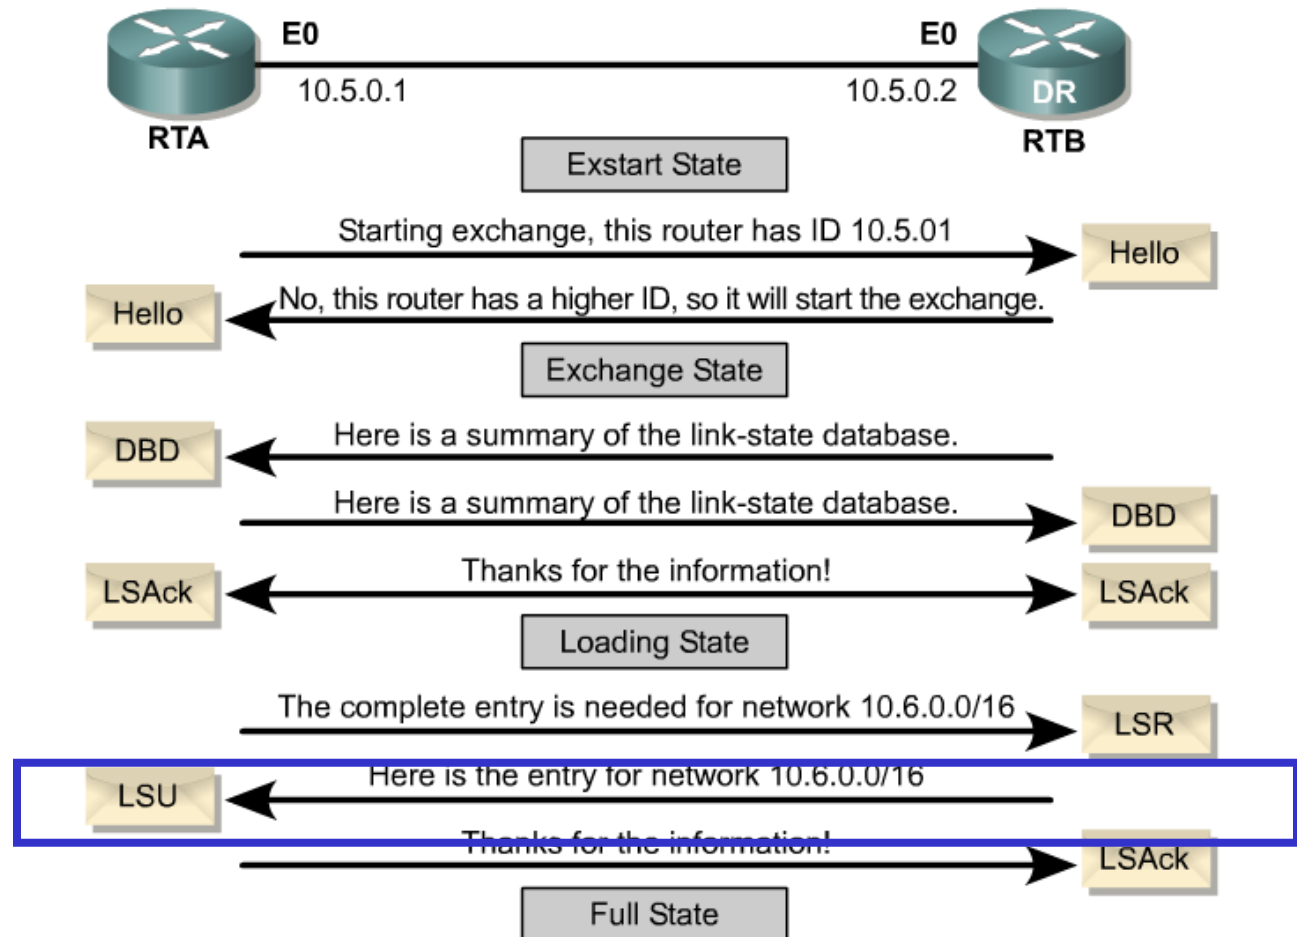 E0 E0
10.5.0.1 10.5.0.2 DR
RTA RTB
Exstart State
Starting exchange, this router has ID 10.5.01
Hello
No, this router has a higher ID, so it will start the exchange.
Hello
Exchange State
Here is a summary of the link-state database.
DBD
Here is a summary of the link-state database.
DBD
Thanks for the information!
LSAck LSAck
Loading State
The complete entry is needed for network 10.6.0.0/16
LSR
Here is the entry for network 10.6.0.0/16
LSU
Thanks for the information!
LSAck
Full State